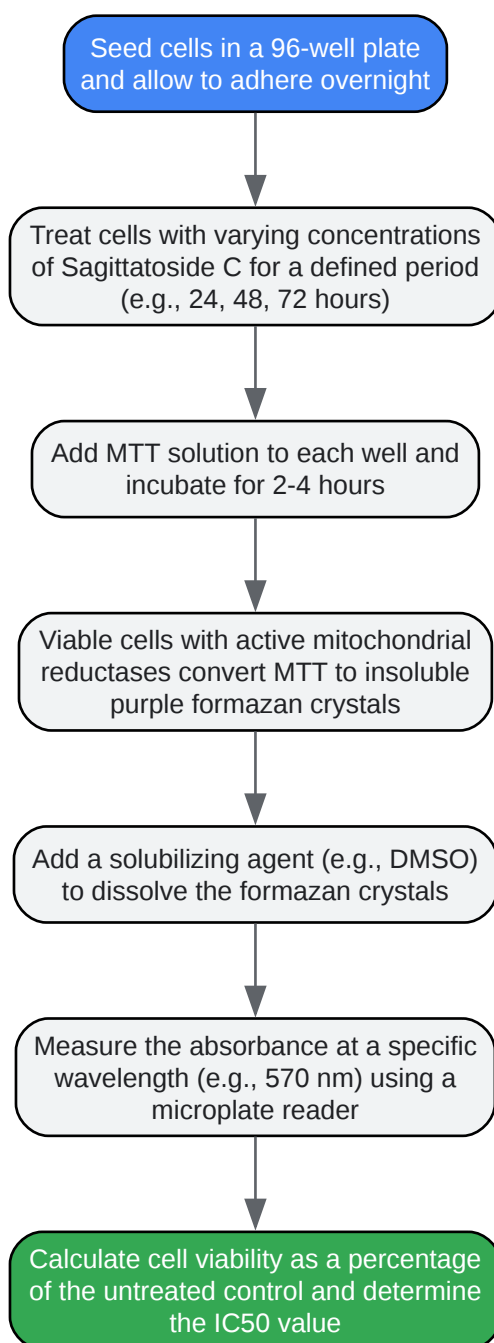 Seed cells in a 96-well plate
and allow to adhere overnight
Treat cells with varying concentrations
of Sagittatoside C for a defined period
(e.g., 24, 48, 72 hours)
Add MTT solution to each well and
incubate for 2-4 hours
Viable cells with active mitochondrial
reductases convert MTT to insoluble
purple formazan crystals
Add a solubilizing agent (e.g., DMSO)
to dissolve the formazan crystals
Measure the absorbance at a specific
wavelength (e.g., 570 nm) using a
microplate reader
Calculate cell viability as a percentage
of the untreated control and determine
the IC50 value